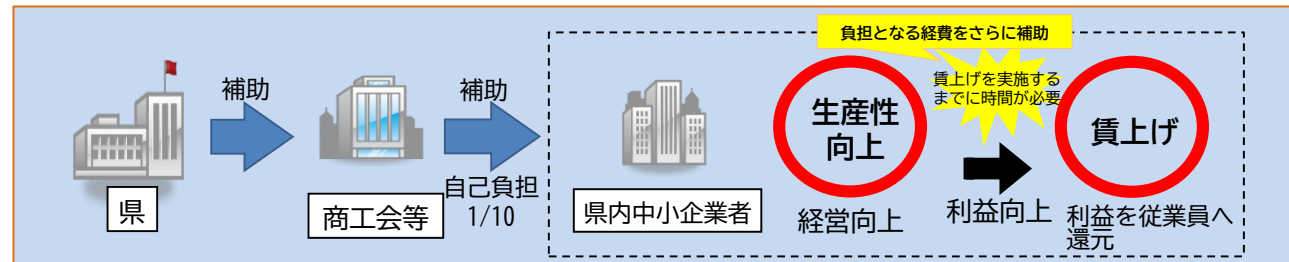 負担となる経費をさらに補助
補助
補助
賃上げを実施する
までに時間が必要
生産性
向上
賃上げ
自己負担
1/10
県
商工会等
県内中小企業者
経営向上
利益向上
利益を従業員へ
還元